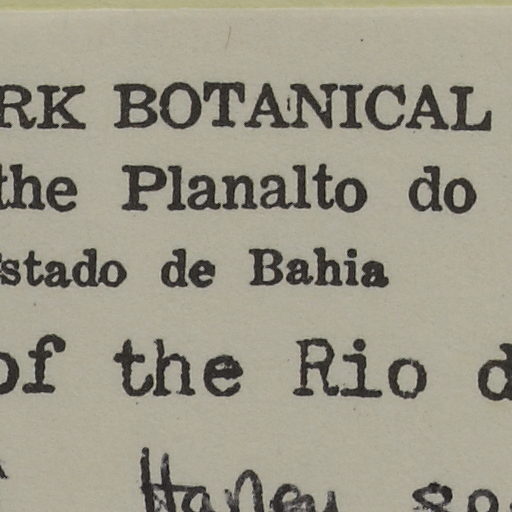 RK BOTANICAL
the Planalto do
stado de Bahia
of the Rio d